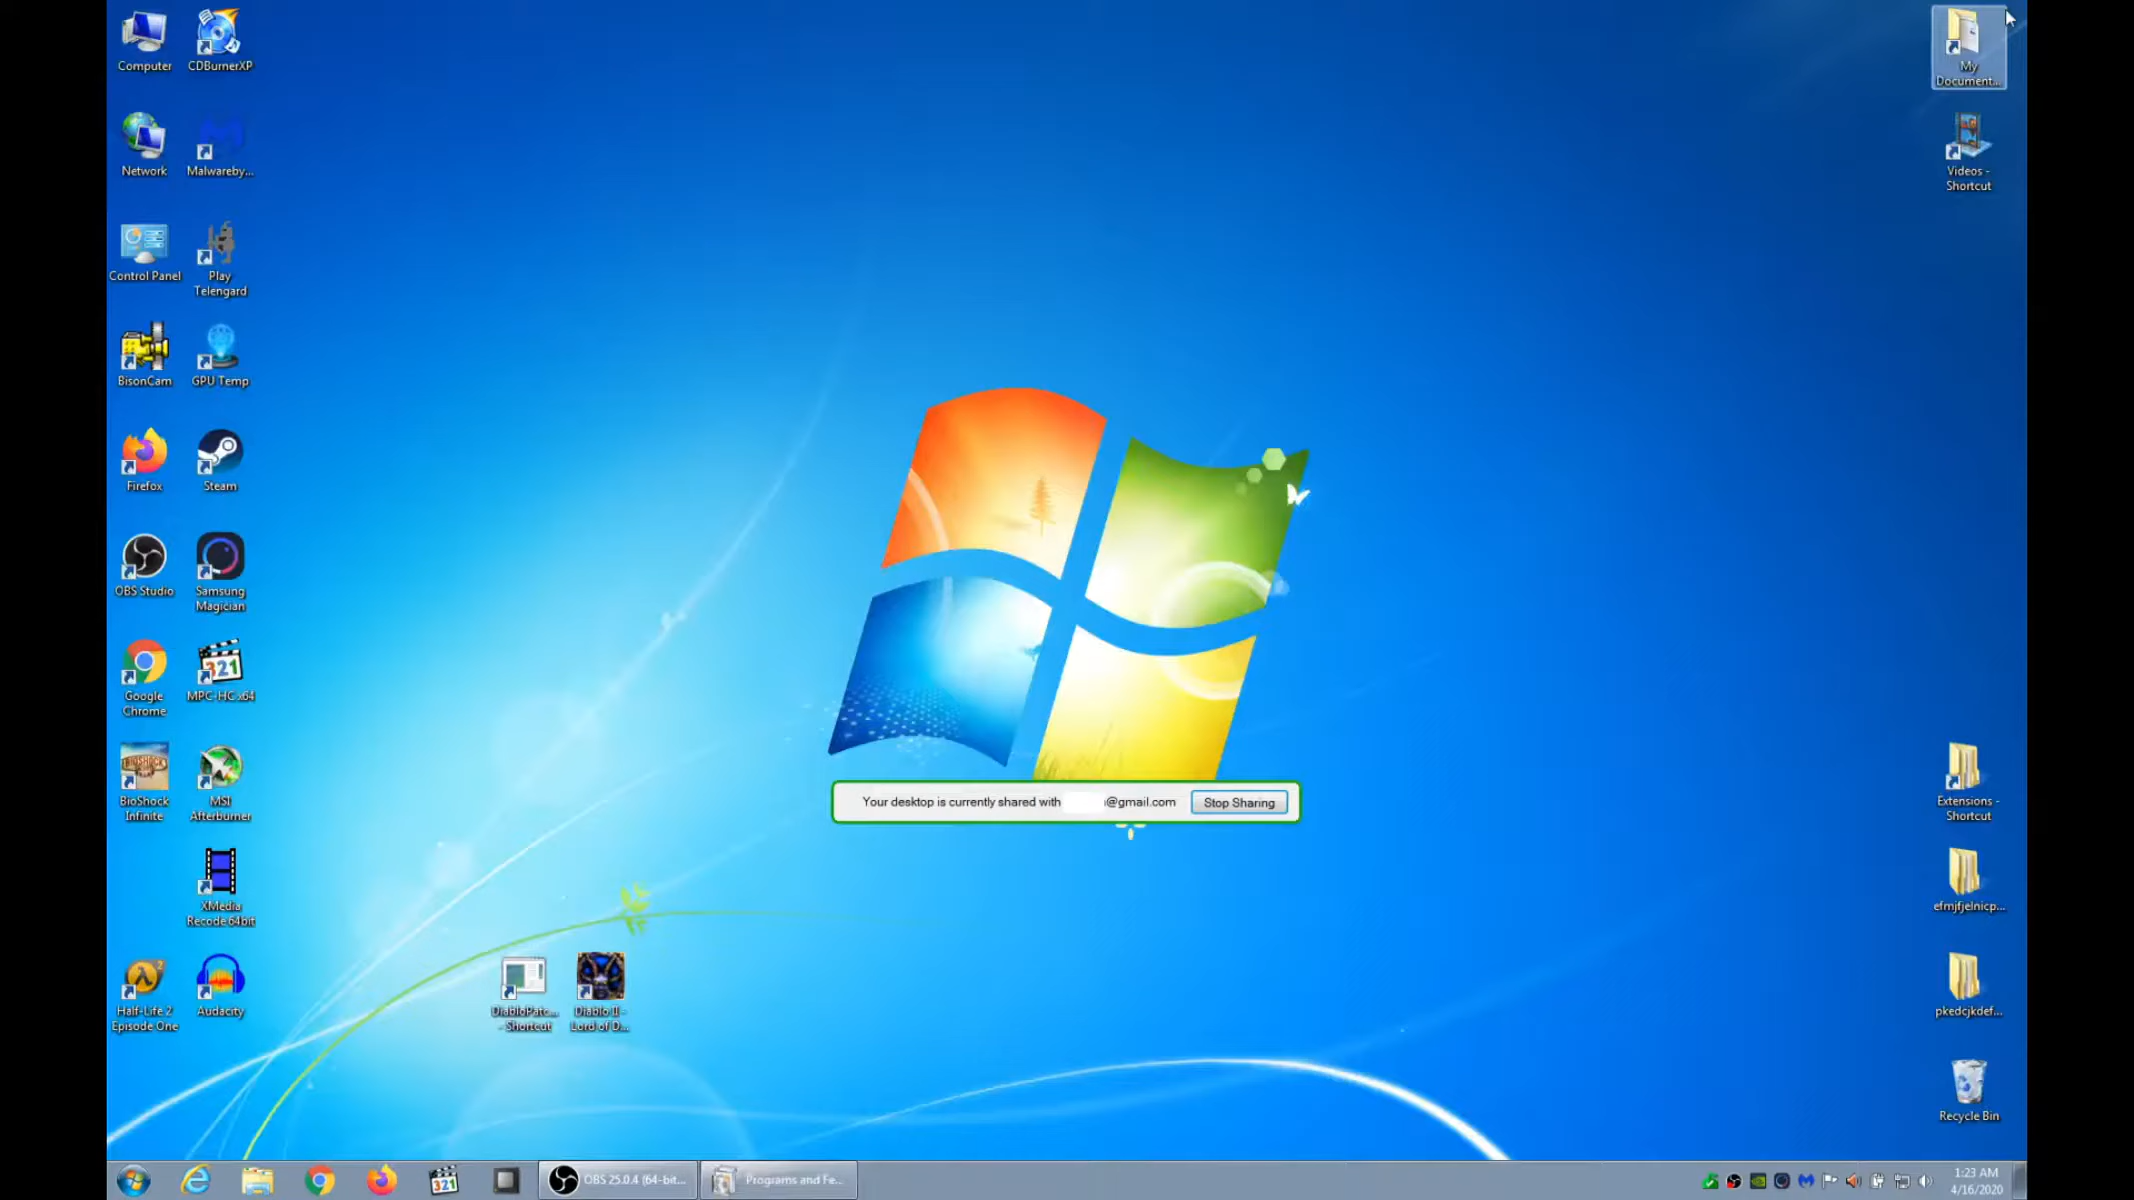 Computer
CDBurnerXP
My
Document...
Network
Malwareby...
Videos -
Shortcut
Control Panel
Play
Telengard
BisonCam
GPU Temp
Firefox
Steam
OBS Studio
Samsung
Magician
Google
Chrome
321
MPC-HC x64
BIOSHOCK
BioShock
Infinite
MSI
Afterburner
Your desktop is currently shared with @gmail.com
Stop Sharing
Extensions -
Shortcut
XMedia
Recode 64bit
efmjfjelnicp...
Half-Life 2
Episode One
Audacity
DiabloPatc...
- Shortcut
Diablo II -
Lord of D...
pkedcjkdef...
Recycle Bin
321
OBS 25.0.4 (64-bit...
Programs and Fe...
1:23 AM
4/16/2020